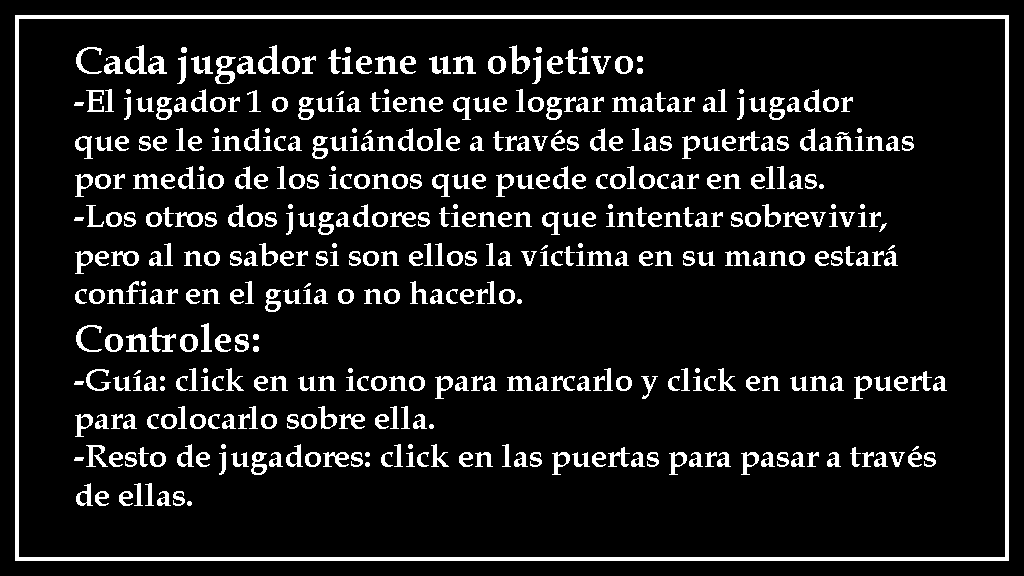 Cada jugador tiene un objetivo:
-El jugador 1 o guía tiene que lograr matar al jugador
que se le indica guiándole a través de las puertas dañinas
por medio de los iconos que puede colocar en ellas.
-Los otros dos jugadores tienen que intentar sobrevivir,
pero al no saber si son ellos la víctima en su mano estará
confiar en el guía o no hacerlo.
Controles:
-Guía: click en un icono para marcarlo y click en una puerta
para colocarlo sobre ella.
-Resto de jugadores: click en las puertas para pasar a través
de ellas.